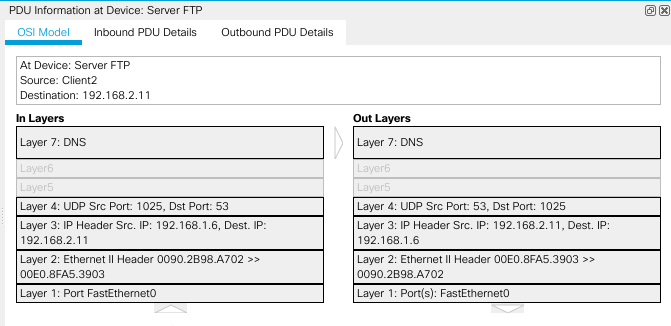 PDU Information at Device: Server FTP
OSI Model Inbound PDU Details Outbound PDU Details
At Device: Server FTP
Source: Client2
Destination: 192.168.2.11
In Layers
Layer 7: DNS
Layer6
Layer5
Layer 4: UDP Src Port: 1025, Dst Port: 53
Layer 3: IP Header Src. IP: 192.168.1.6, Dest. IP:
192.168.2.11
Layer 2: Ethernet II Header 0090.2B98.A702 >>
00E0.8FA5.3903
Layer 1: Port FastEthernet0
Out Layers
Layer 7: DNS
Layer6
Layer5
Layer 4: UDP Src Port: 53, Dst Port: 1025
Layer 3: IP Header Src. IP: 192.168.2.11, Dest. IP:
192.168.1.6
Layer 2: Ethernet II Header 00E0.8FA5.3903 >>
0090.2B98.A702
Layer 1: Port(s): FastEthernet0